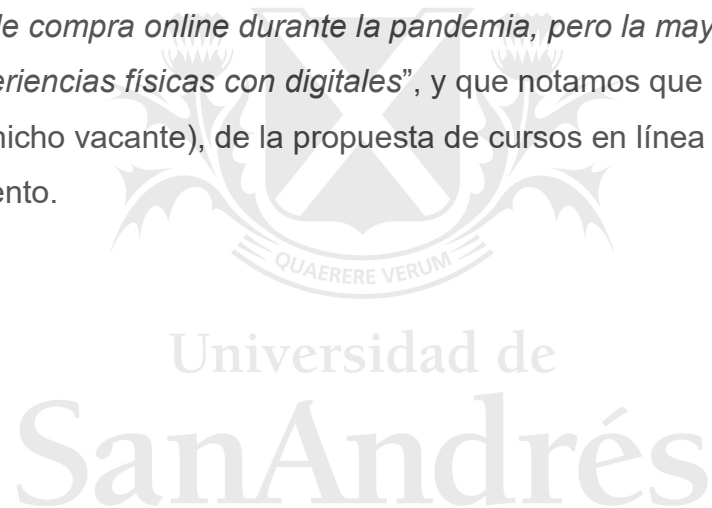 de compra online durante la pandemia, pero la may
eriencias físicas con digitales”, y que notamos que
nicho vacante), de la propuesta de cursos en línea
ento.
QUAERERE VERUM
Universidad de
SanAndrés